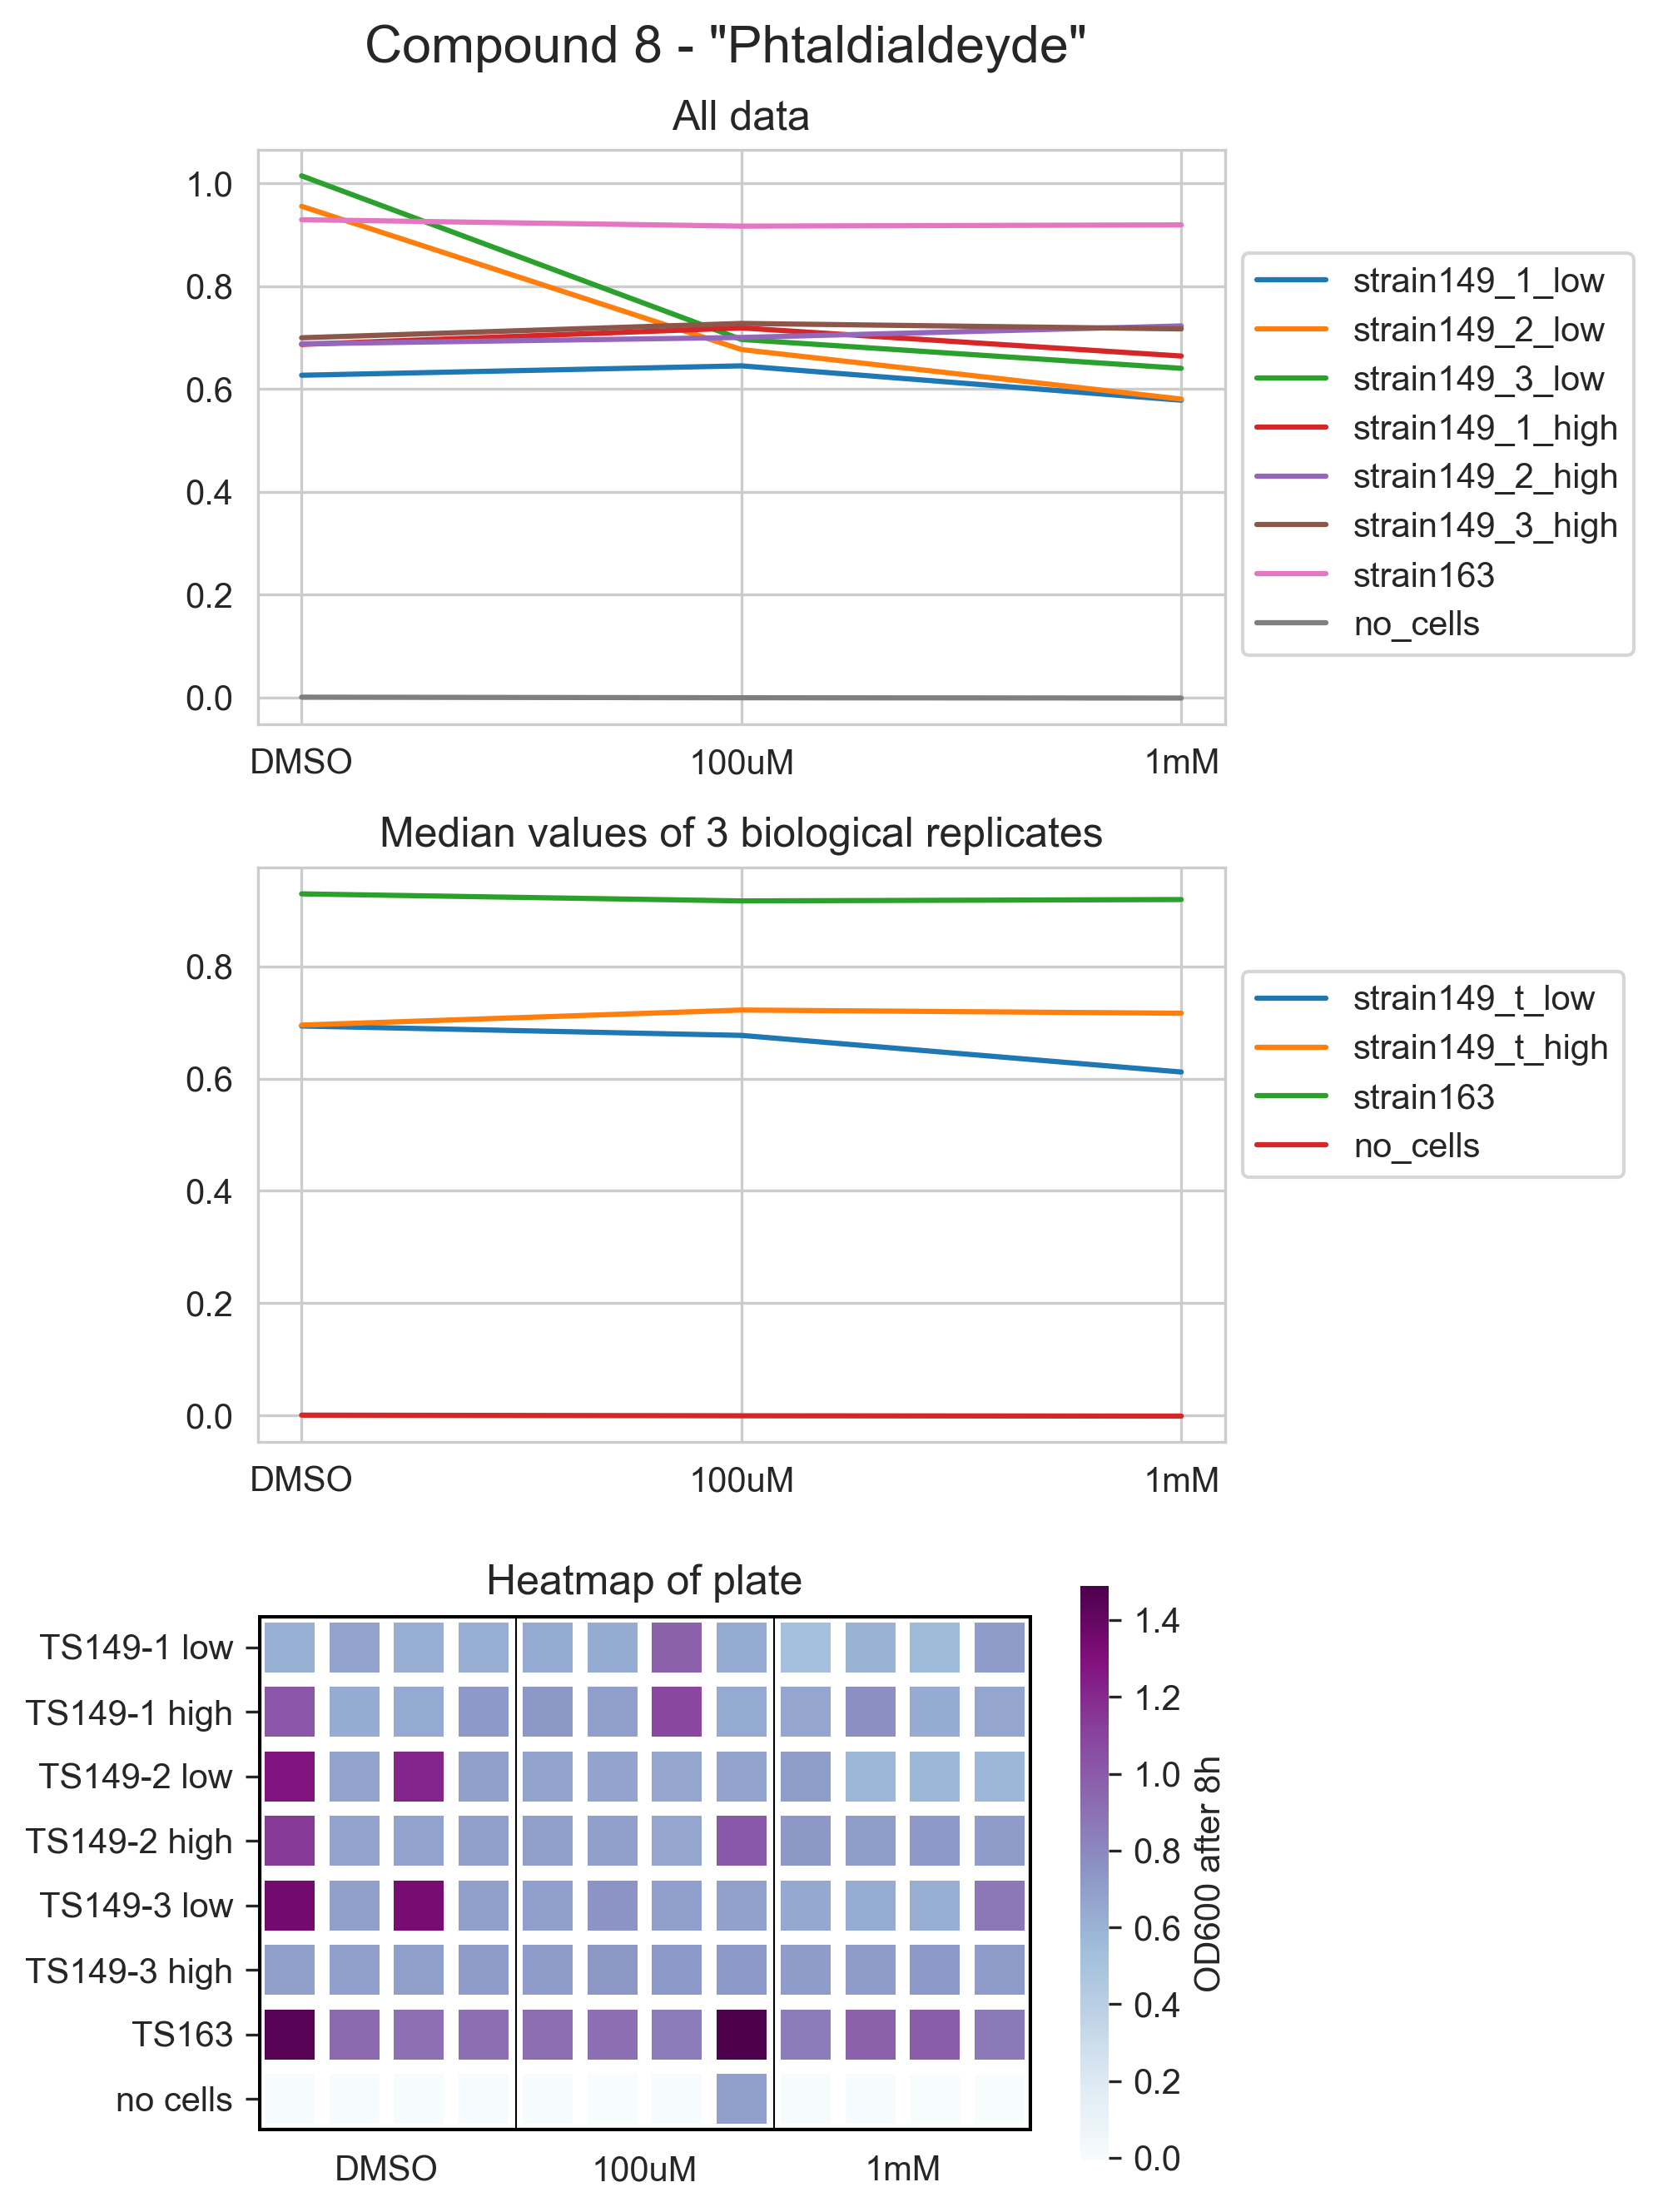 Compound 8 - "Phtaldialdeyde"
All data
1.0
0.8
0.6
0.4
0.2
0.0
DMSO 100uM 1mM
strain149_1_low
strain149_2_low
strain149_3_low
strain149_1_high
strain149_2_high
strain149_3_high
strain163
no_cells
Median values of 3 biological replicates
0.8
0.6
0.4
0.2
0.0
DMSO 100uM 1mM
strain149_t_low
strain149_t_high
strain163
no_cells
Heatmap of plate
TS149-1 low
TS149-1 high
TS149-2 low
TS149-2 high
TS149-3 low
TS149-3 high
TS163
no cells
DMSO 100uM 1mM
1.4
1.2
1.0
0.8
0.6
0.4
0.2
0.0
OD600 after 8h